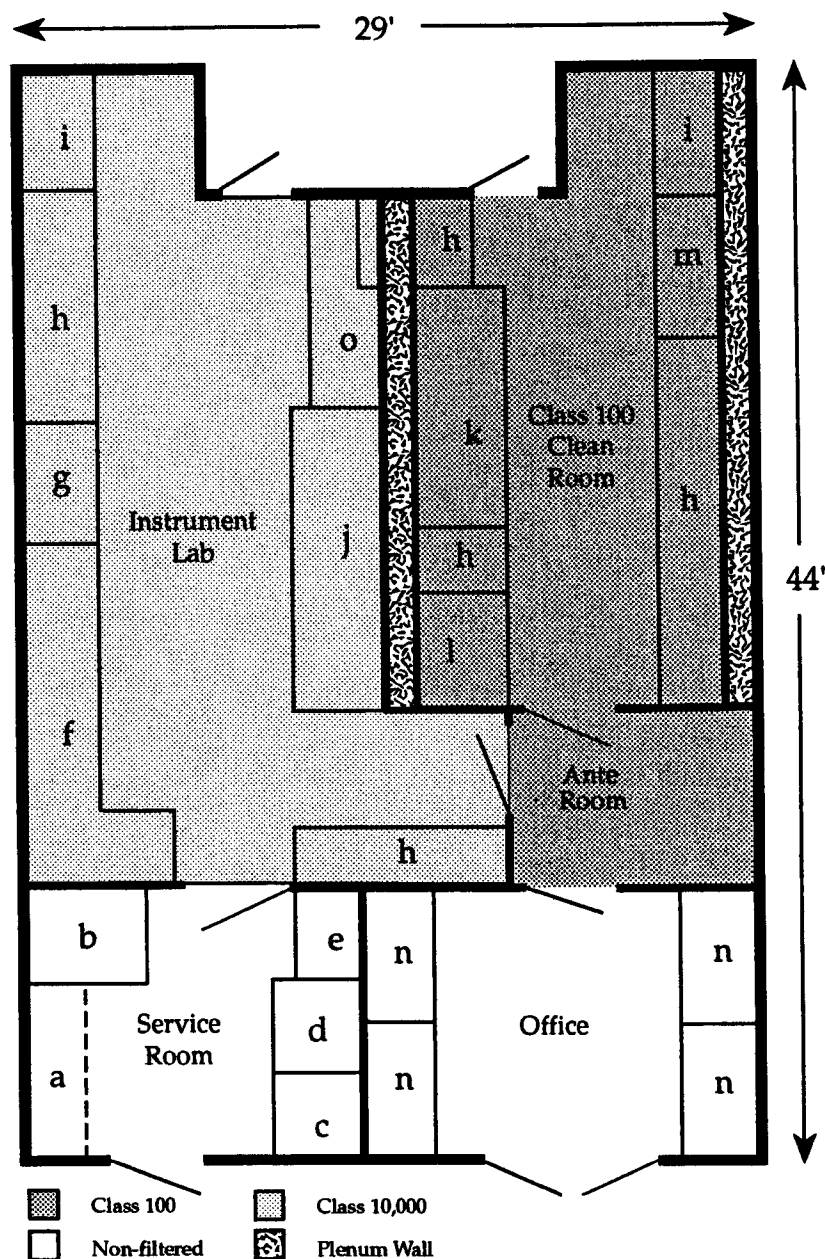 29'
i
l
h
m
h
o
k
Class 100
Clean
Room
h
g
Instrument
Lab
j
h
l
44'
f
Ante
Room
h
b
e
n
n
Service
Room
d
Office
a
c
n
n
Class 100
Class 10,000
Non-filtered
Plenum Wall